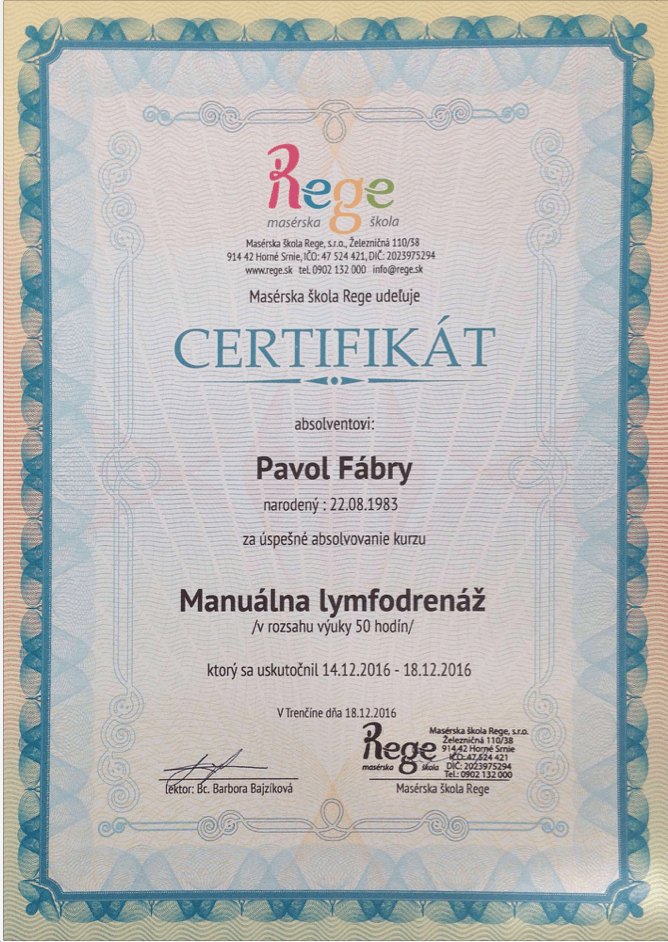 Rege
masérska škola
Masérska škola Rege, s.r.o., Železničná 110/38
914 42 Horné Srnie, IČO: 47 524 421, DIČ: 2023975294
www.rege.sk tel. 0902 132 000 info@rege.sk
Masérska škola Rege udeľuje
CERTIFIKÁT
absolventovi:
Pavol Fábry
narodený : 22.08.1983
za úspešné absolvovanie kurzu
Manuálna lymfodrenáž
/v rozsahu výuky 50 hodín/
ktorý sa uskutočnil 14.12.2016 - 18.12.2016
V Trenčíne dňa 18.12.2016
Rege
masérska škola
Masérska škola Rege, s.r.o.
Železničná 110/38
914 42 Horné Srnie
IČO: 47 524 421
DIČ: 2023975294
Tel.: 0902 132 000
lektor: Bc. Barbora Bajzíková
Masérska škola Rege